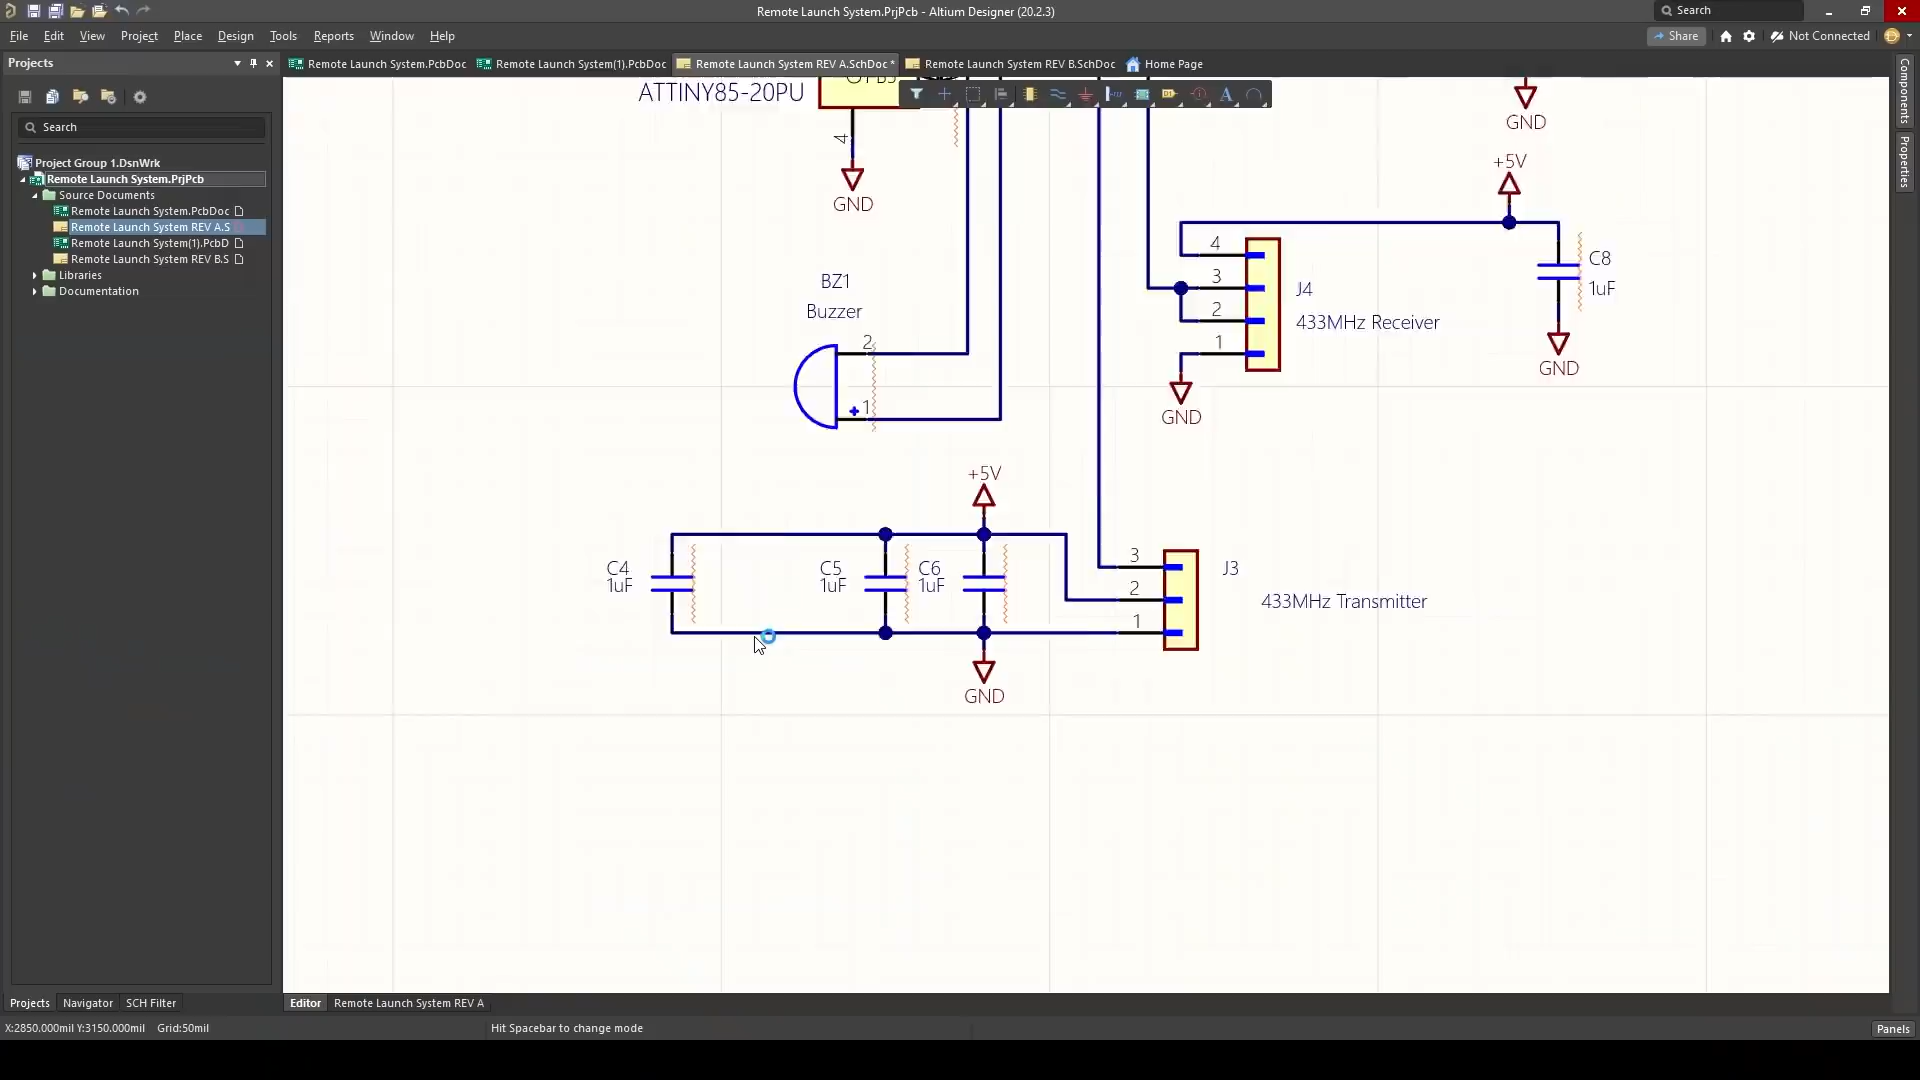 Remote Launch System.PrjPcb - Altium Designer (20.2.3)
Search
File Edit View Project Place Design Tools Reports Window Help
Share
Not Connected
Projects
Remote Launch System.PcbDoc
Remote Launch System(1).PcbDoc
Remote Launch System REV A.SchDoc *
Remote Launch System REV B.SchDoc
Home Page
Search
Project Group 1.DsnWrk
Remote Launch System.PrjPcb
Source Documents
Remote Launch System.PcbDoc
Remote Launch System REV A.S
Remote Launch System(1).PcbD
Remote Launch System REV B.S
Libraries
Documentation
Components
Properties
ATTINY85-20PU
4
GND
GND
+5V
BZ1
Buzzer
2
1
4
3
2
1
J4
433MHz Receiver
GND
C8
1uF
GND
+5V
C4
1uF
C5
1uF
C6
1uF
3
2
1
J3
433MHz Transmitter
GND
Projects Navigator SCH Filter
Editor Remote Launch System REV A
X:2850.000mil Y:3150.000mil Grid:50mil
Hit Spacebar to change mode
Panels